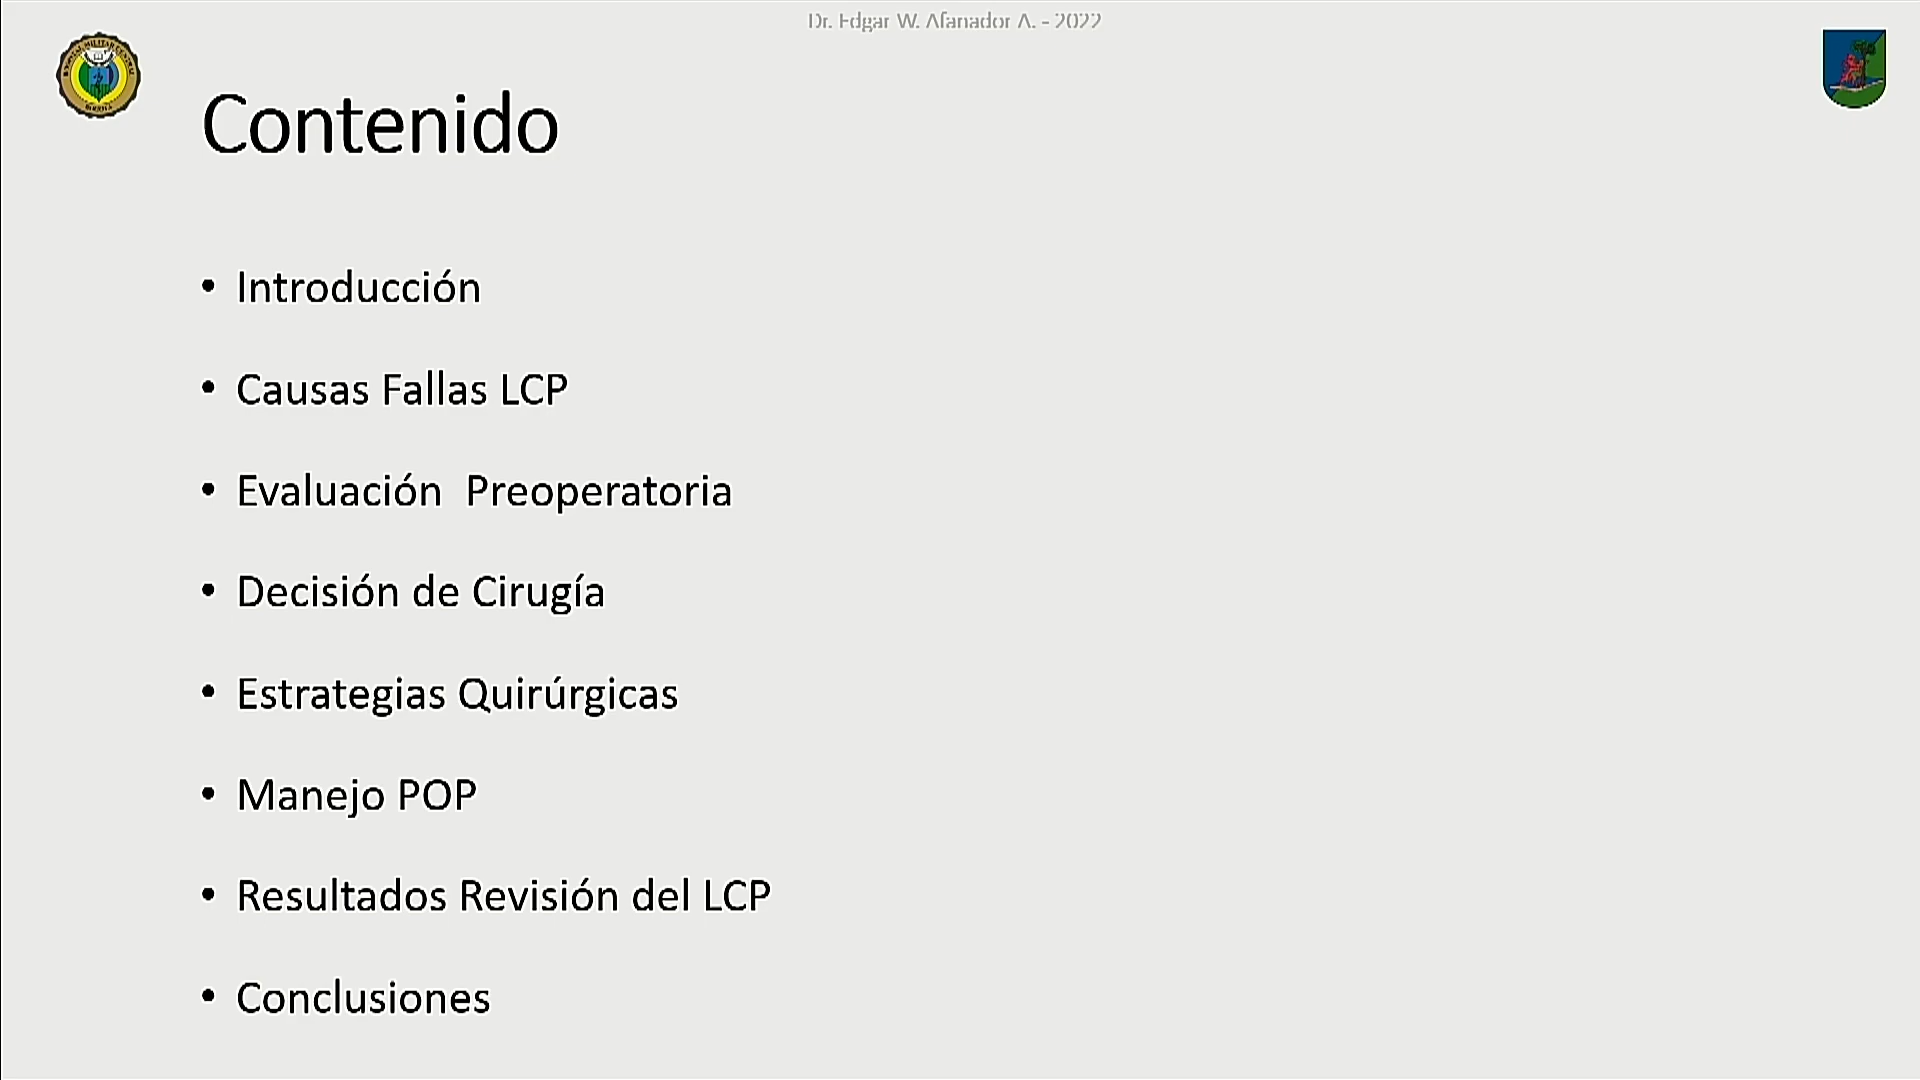 Dr. Edgar W. Afanador A. - 2022
Contenido
• Introducción
• Causas Fallas LCP
• Evaluación  Preoperatoria
• Decisión de Cirugía
• Estrategias Quirúrgicas
• Manejo POP
• Resultados Revisión del LCP
• Conclusiones